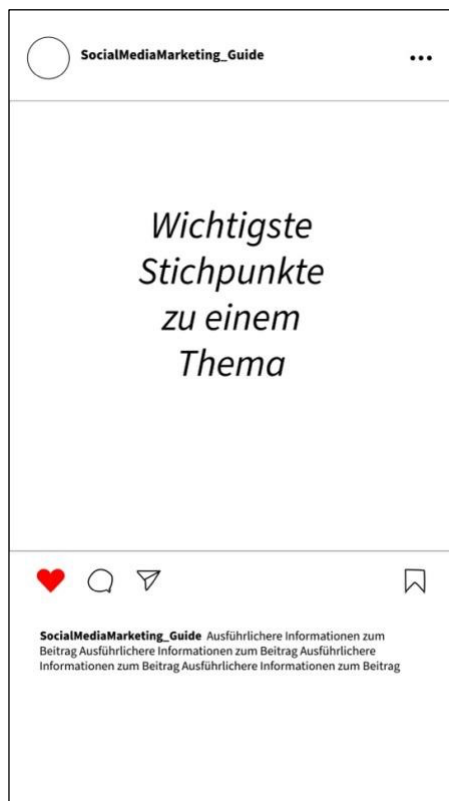 SocialMediaMarketing_Guide
Wichtigste
Stichpunkte
zu einem
Thema
SocialMediaMarketing_Guide Ausführlichere Informationen zum
Beitrag Ausführlichere Informationen zum Beitrag Ausführlichere
Informationen zum Beitrag Ausführlichere Informationen zum Beitrag